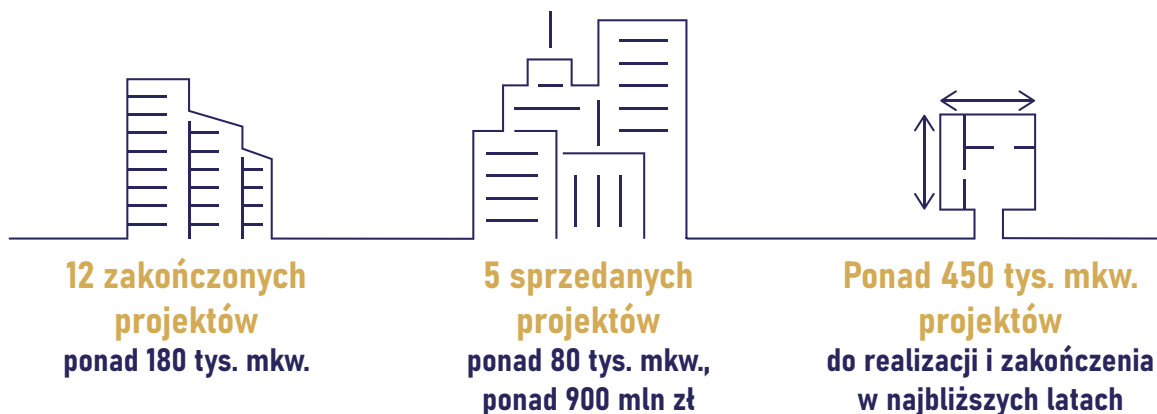 12 zakończonych
projektów
ponad 180 tys. mkw.
5 sprzedanych
projektów
ponad 80 tys. mkw.,
ponad 900 mln zł
Ponad 450 tys. mkw.
projektów
do realizacji i zakończenia
w najbliższych latach